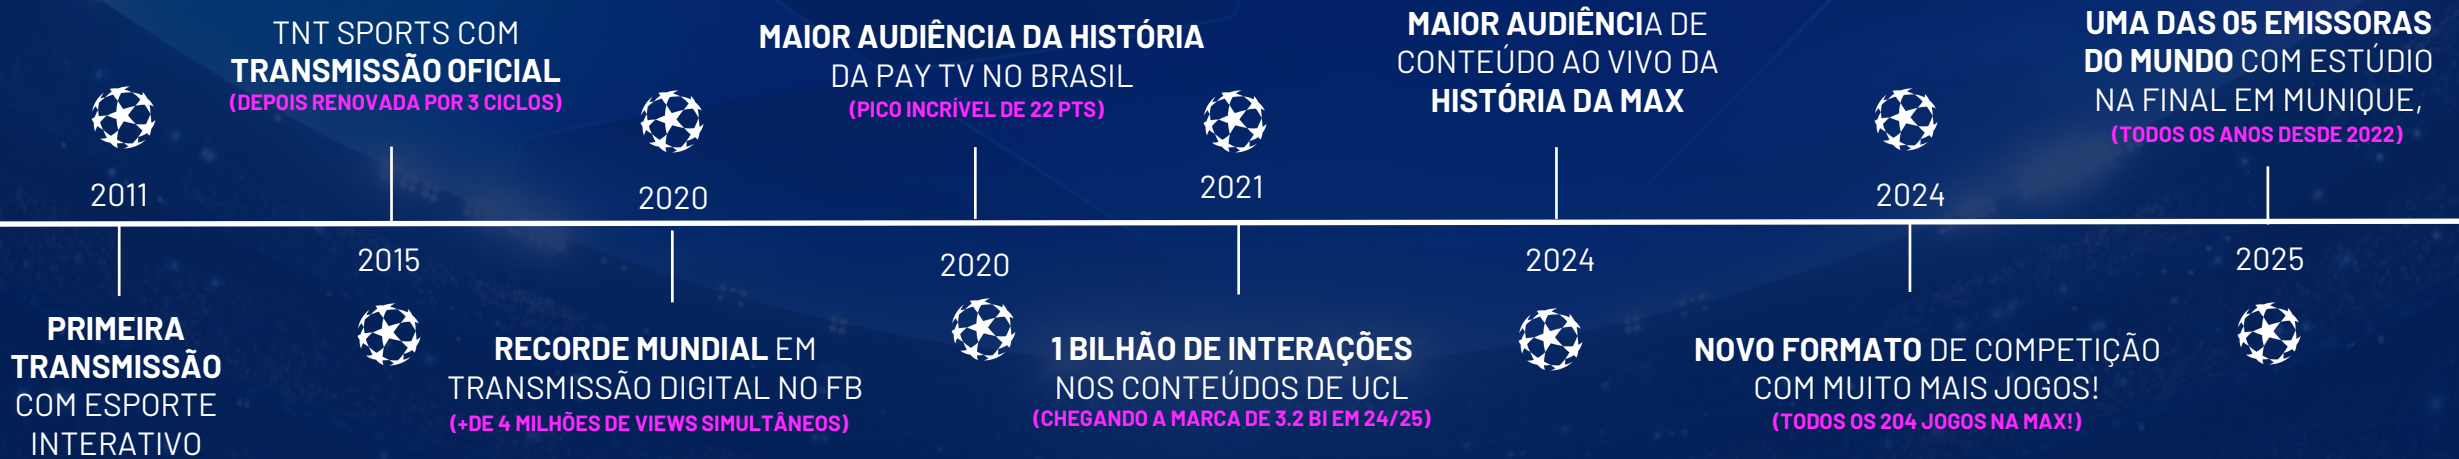 2011
PRIMEIRA
TRANSMISSÃO
COM ESPORTE
INTERATIVO
TNT SPORTS COM
TRANSMISSÃO OFICIAL
(DEPOIS RENOVADA POR 3 CICLOS)
2015
2020
RECORDE MUNDIAL EM
TRANSMISSÃO DIGITAL NO FB
(+DE 4 MILHÕES DE VIEWS SIMULTÂNEOS)
MAIOR AUDIÊNCIA DA HISTÓRIA
DA PAY TV NO BRASIL
(PICO INCRÍVEL DE 22 PTS)
2020
2021
1 BILHÃO DE INTERAÇÕES
NOS CONTEÚDOS DE UCL
(CHEGANDO A MARCA DE 3.2 BI EM 24/25)
MAIOR AUDIÊNCIA DE
CONTEÚDO AO VIVO DA
HISTÓRIA DA MAX
2024
2024
NOVO FORMATO DE COMPETIÇÃO
COM MUITO MAIS JOGOS!
(TODOS OS 204 JOGOS NA MAX!)
UMA DAS 05 EMISSORAS
DO MUNDO COM ESTÚDIO
NA FINAL EM MUNIQUE,
(TODOS OS ANOS DESDE 2022)
2025